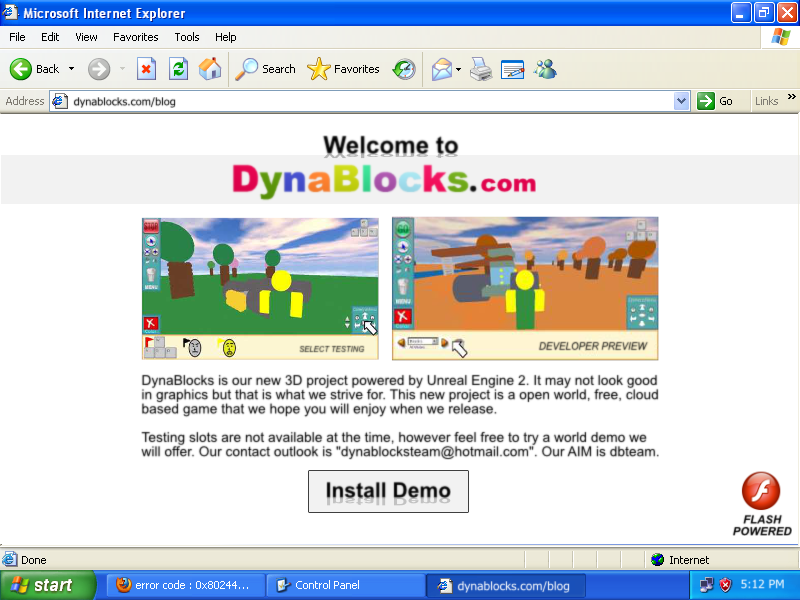 Microsoft Internet Explorer
File Edit View Favorites Tools Help
Back Search Favorites
Address dynablocks.com/blog Go Links »
Welcome to
DynaBlocks.com
STOP
MENU
SELECT TESTING
GO
MENU
DEVELOPER PREVIEW
DynaBlocks is our new 3D project powered by Unreal Engine 2. It may not look good
in graphics but that is what we strive for. This new project is a open world, free, cloud
based game that we hope you will enjoy when we release.
Testing slots are not available at the time, however feel free to try a world demo we
will offer. Our contact outlook is "dynablocksteam@hotmail.com". Our AIM is dbteam.
Install Demo
FLASH
POWERED
Done Internet
start error code : 0x80244... Control Panel dynablocks.com/blog 5:12 PM